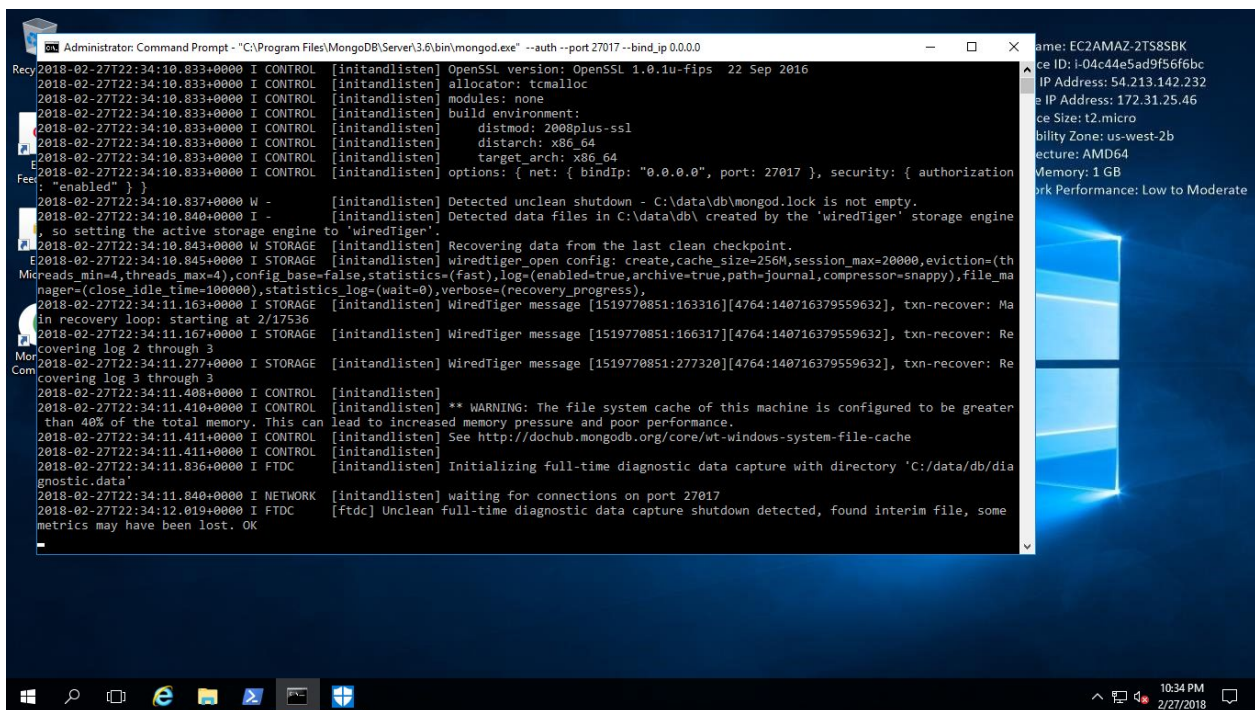 Administrator: Command Prompt - "C:\Program Files\MongoDB\Server\3.6\bin\mongod.exe" --auth --port 27017 --bind_ip 0.0.0.0
2018-02-27T22:34:10.833+0000 I CONTROL [initandlisten] OpenSSL version: OpenSSL 1.0.1u-fips 22 Sep 2016
2018-02-27T22:34:10.833+0000 I CONTROL [initandlisten] allocator: tcmalloc
2018-02-27T22:34:10.833+0000 I CONTROL [initandlisten] modules: none
2018-02-27T22:34:10.833+0000 I CONTROL [initandlisten] build environment:
2018-02-27T22:34:10.833+0000 I CONTROL [initandlisten] distmod: 2008plus-ssl
2018-02-27T22:34:10.833+0000 I CONTROL [initandlisten] distarch: x86_64
2018-02-27T22:34:10.833+0000 I CONTROL [initandlisten] target_arch: x86_64
2018-02-27T22:34:10.833+0000 I CONTROL [initandlisten] options: { net: { bindIp: "0.0.0.0", port: 27017 }, security: { authorization
: "enabled" } }
2018-02-27T22:34:10.837+0000 W - [initandlisten] Detected unclean shutdown - C:\data\db\mongod.lock is not empty.
2018-02-27T22:34:10.840+0000 I - [initandlisten] Detected data files in C:\data\db\ created by the 'wiredTiger' storage engine
, so setting the active storage engine to 'wiredTiger'.
2018-02-27T22:34:10.843+0000 W STORAGE [initandlisten] Recovering data from the last clean checkpoint.
2018-02-27T22:34:10.845+0000 I STORAGE [initandlisten] wiredtiger_open config: create,cache_size=256M,session_max=20000,eviction=(th
reads_min=4,threads_max=4),config_base=false,statistics=(fast),log=(enabled=true,archive=true,path=journal,compressor=snappy),file_ma
nager=(close_idle_time=100000),statistics_log=(wait=0),verbose=(recovery_progress),
2018-02-27T22:34:11.163+0000 I STORAGE [initandlisten] WiredTiger message [1519770851:163316][4764:140716379559632], txn-recover: Ma
in recovery loop: starting at 2/17536
2018-02-27T22:34:11.167+0000 I STORAGE [initandlisten] WiredTiger message [1519770851:166317][4764:140716379559632], txn-recover: Re
covering log 2 through 3
2018-02-27T22:34:11.277+0000 I STORAGE [initandlisten] WiredTiger message [1519770851:277320][4764:140716379559632], txn-recover: Re
covering log 3 through 3
2018-02-27T22:34:11.408+0000 I CONTROL [initandlisten]
2018-02-27T22:34:11.410+0000 I CONTROL [initandlisten] ** WARNING: The file system cache of this machine is configured to be greater
than 40% of the total memory. This can lead to increased memory pressure and poor performance.
2018-02-27T22:34:11.411+0000 I CONTROL [initandlisten] See http://dochub.mongodb.org/core/wt-windows-system-file-cache
2018-02-27T22:34:11.411+0000 I CONTROL [initandlisten]
2018-02-27T22:34:11.836+0000 I FTDC [initandlisten] Initializing full-time diagnostic data capture with directory 'C:/data/db/dia
gnostic.data'
2018-02-27T22:34:11.840+0000 I NETWORK [initandlisten] waiting for connections on port 27017
2018-02-27T22:34:12.019+0000 I FTDC [ftdc] Unclean full-time diagnostic data capture shutdown detected, found interim file, some
metrics may have been lost. OK
ame: EC2AMAZ-2TS8SBK
ce ID: i-04c44e5ad9f56f6bc
IP Address: 54.213.142.232
e IP Address: 172.31.25.46
ce Size: t2.micro
bility Zone: us-west-2b
ecture: AMD64
Memory: 1 GB
ork Performance: Low to Moderate
Recy
E
Feed
E
Mic
Mon
Com
10:34 PM
2/27/2018